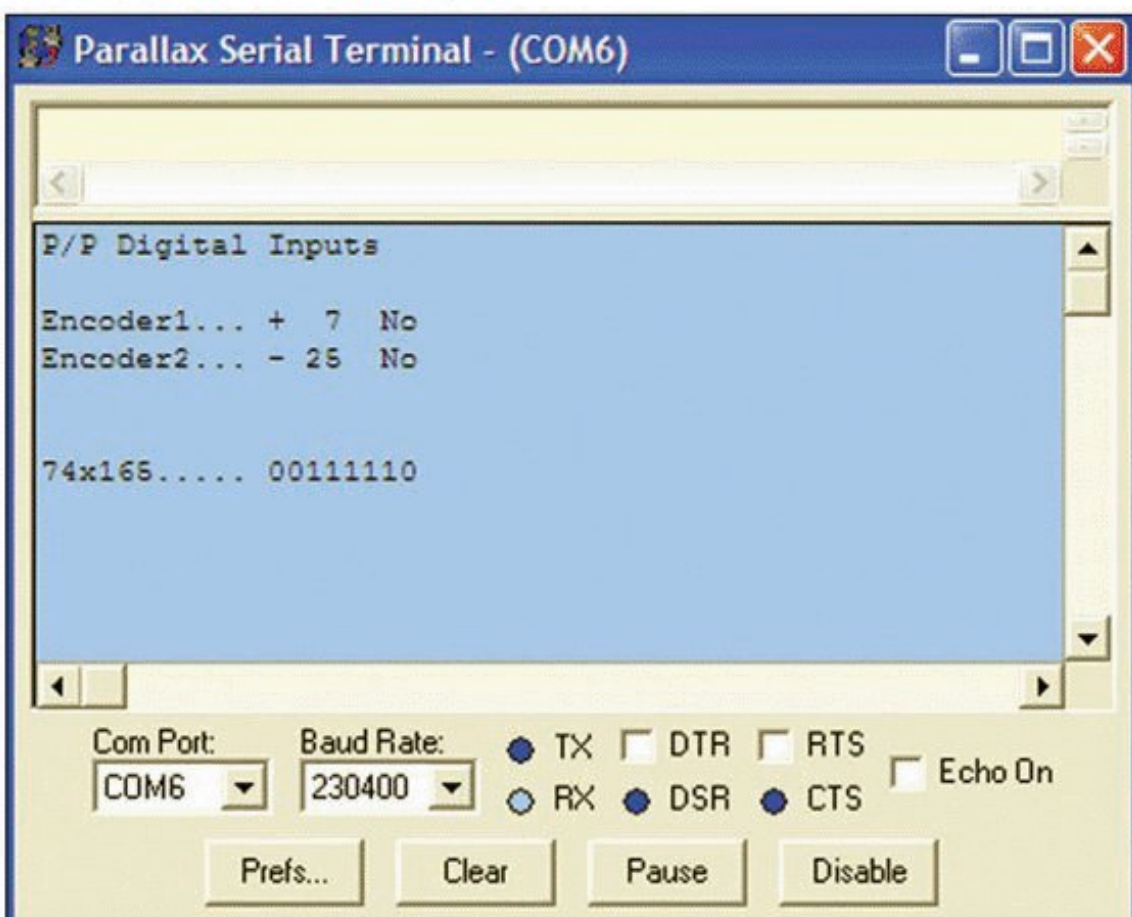 Parallax Serial Terminal - (COM6)
P/P Digital Inputs
Encoder1... +  7  No
Encoder2... - 25  No
74x165..... 00111110
Com Port:
Baud Rate:
TX
DTR
RTS
COM6
230400
RX
DSR
CTS
Echo On
Prefs...
Clear
Pause
Disable